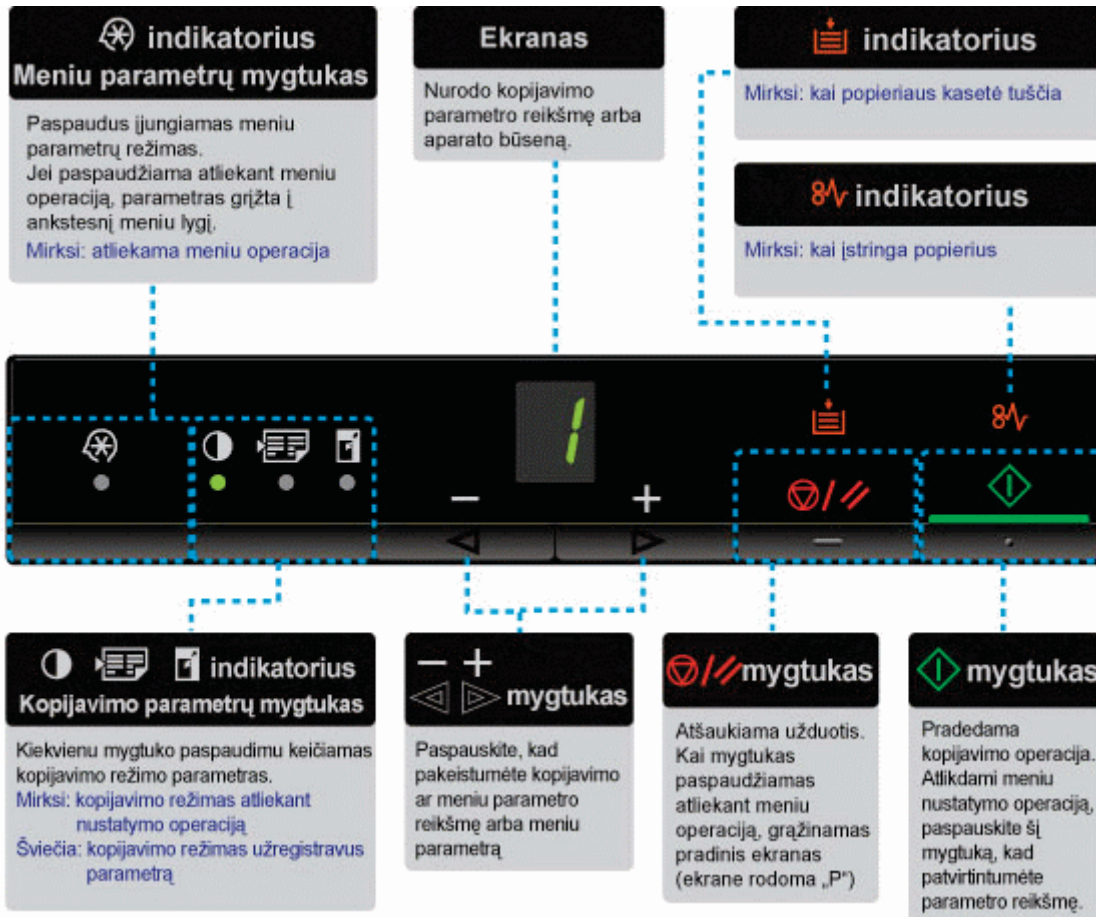 indikatorius
Meniu parametrų mygtukas
Paspaudus įjungiamas meniu
parametrų režimas.
Jei paspaudžiama atliekant meniu
operaciją, parametras grįžta į
ankstesnį meniu lygį.
Mirksi: atliekama meniu operacija
Ekranas
Nurodo kopijavimo
parametro reikšmę arba
aparato būseną.
indikatorius
Mirksi: kai popieriaus kasetė tuščia
indikatorius
Mirksi: kai įstringa popierius
1
− +
indikatorius
Kopijavimo parametrų mygtukas
Kiekvienu mygtuko paspaudimu keičiamas
kopijavimo režimo parametras.
Mirksi: kopijavimo režimas atliekant
nustatymo operaciją
Šviečia: kopijavimo režimas užregistravus
parametrą
− +
mygtukas
Paspauskite, kad
pakeistumėte kopijavimo
ar meniu parametro
reikšmę arba meniu
parametrą
mygtukas
Atšaukiama užduotis.
Kai mygtukas
paspaudžiamas
atliekant meniu
operaciją, grąžinamas
pradinis ekranas
(ekrane rodoma „P“)
mygtukas
Pradedama
kopijavimo operacija.
Atlikdami meniu
nustatymo operaciją,
paspauskite šį
mygtuką, kad
patvirtintumėte
parametro reikšmę.